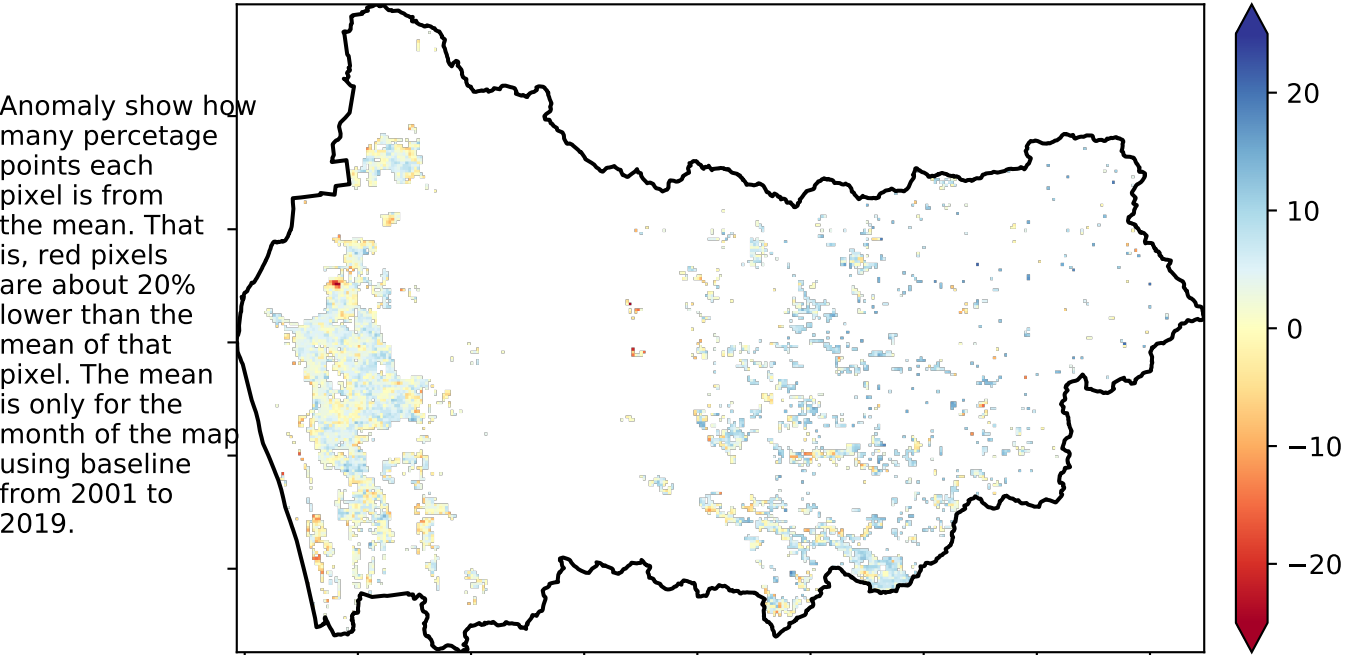 Anomaly show how
many percetage
points each
pixel is from
the mean. That
is, red pixels
are about 20%
lower than the
mean of that
pixel. The mean
is only for the
month of the map
using baseline
from 2001 to
2019.
20
10
0
−10
−20